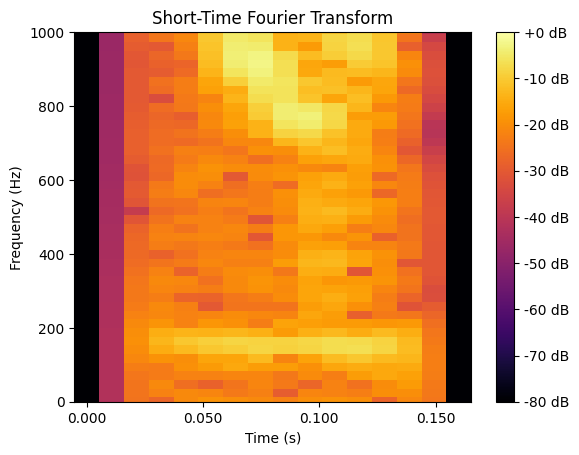 Short-Time Fourier Transform
1000
800
600
400
200
0
Frequency (Hz)
0.000
0.050
0.100
0.150
Time (s)
+0 dB
-10 dB
-20 dB
-30 dB
-40 dB
-50 dB
-60 dB
-70 dB
-80 dB